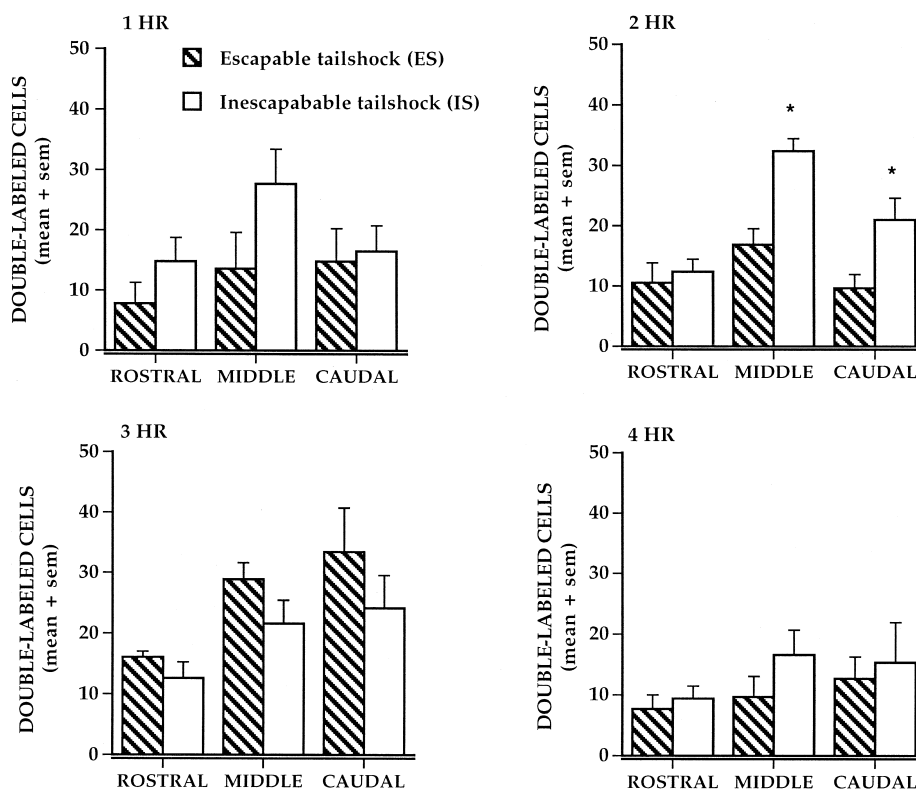 1 HR
50
40
30
20
10
0
DOUBLE-LABELED CELLS
(mean + sem)
Escapable tailshock (ES)
Inescapabable tailshock (IS)
ROSTRAL MIDDLE CAUDAL
2 HR
50
40
30
20
10
0
DOUBLE-LABELED CELLS
(mean + sem)
*
*
ROSTRAL MIDDLE CAUDAL
3 HR
50
40
30
20
10
0
DOUBLE-LABELED CELLS
(mean + sem)
ROSTRAL MIDDLE CAUDAL
4 HR
50
40
30
20
10
0
DOUBLE-LABELED CELLS
(mean + sem)
ROSTRAL MIDDLE CAUDAL